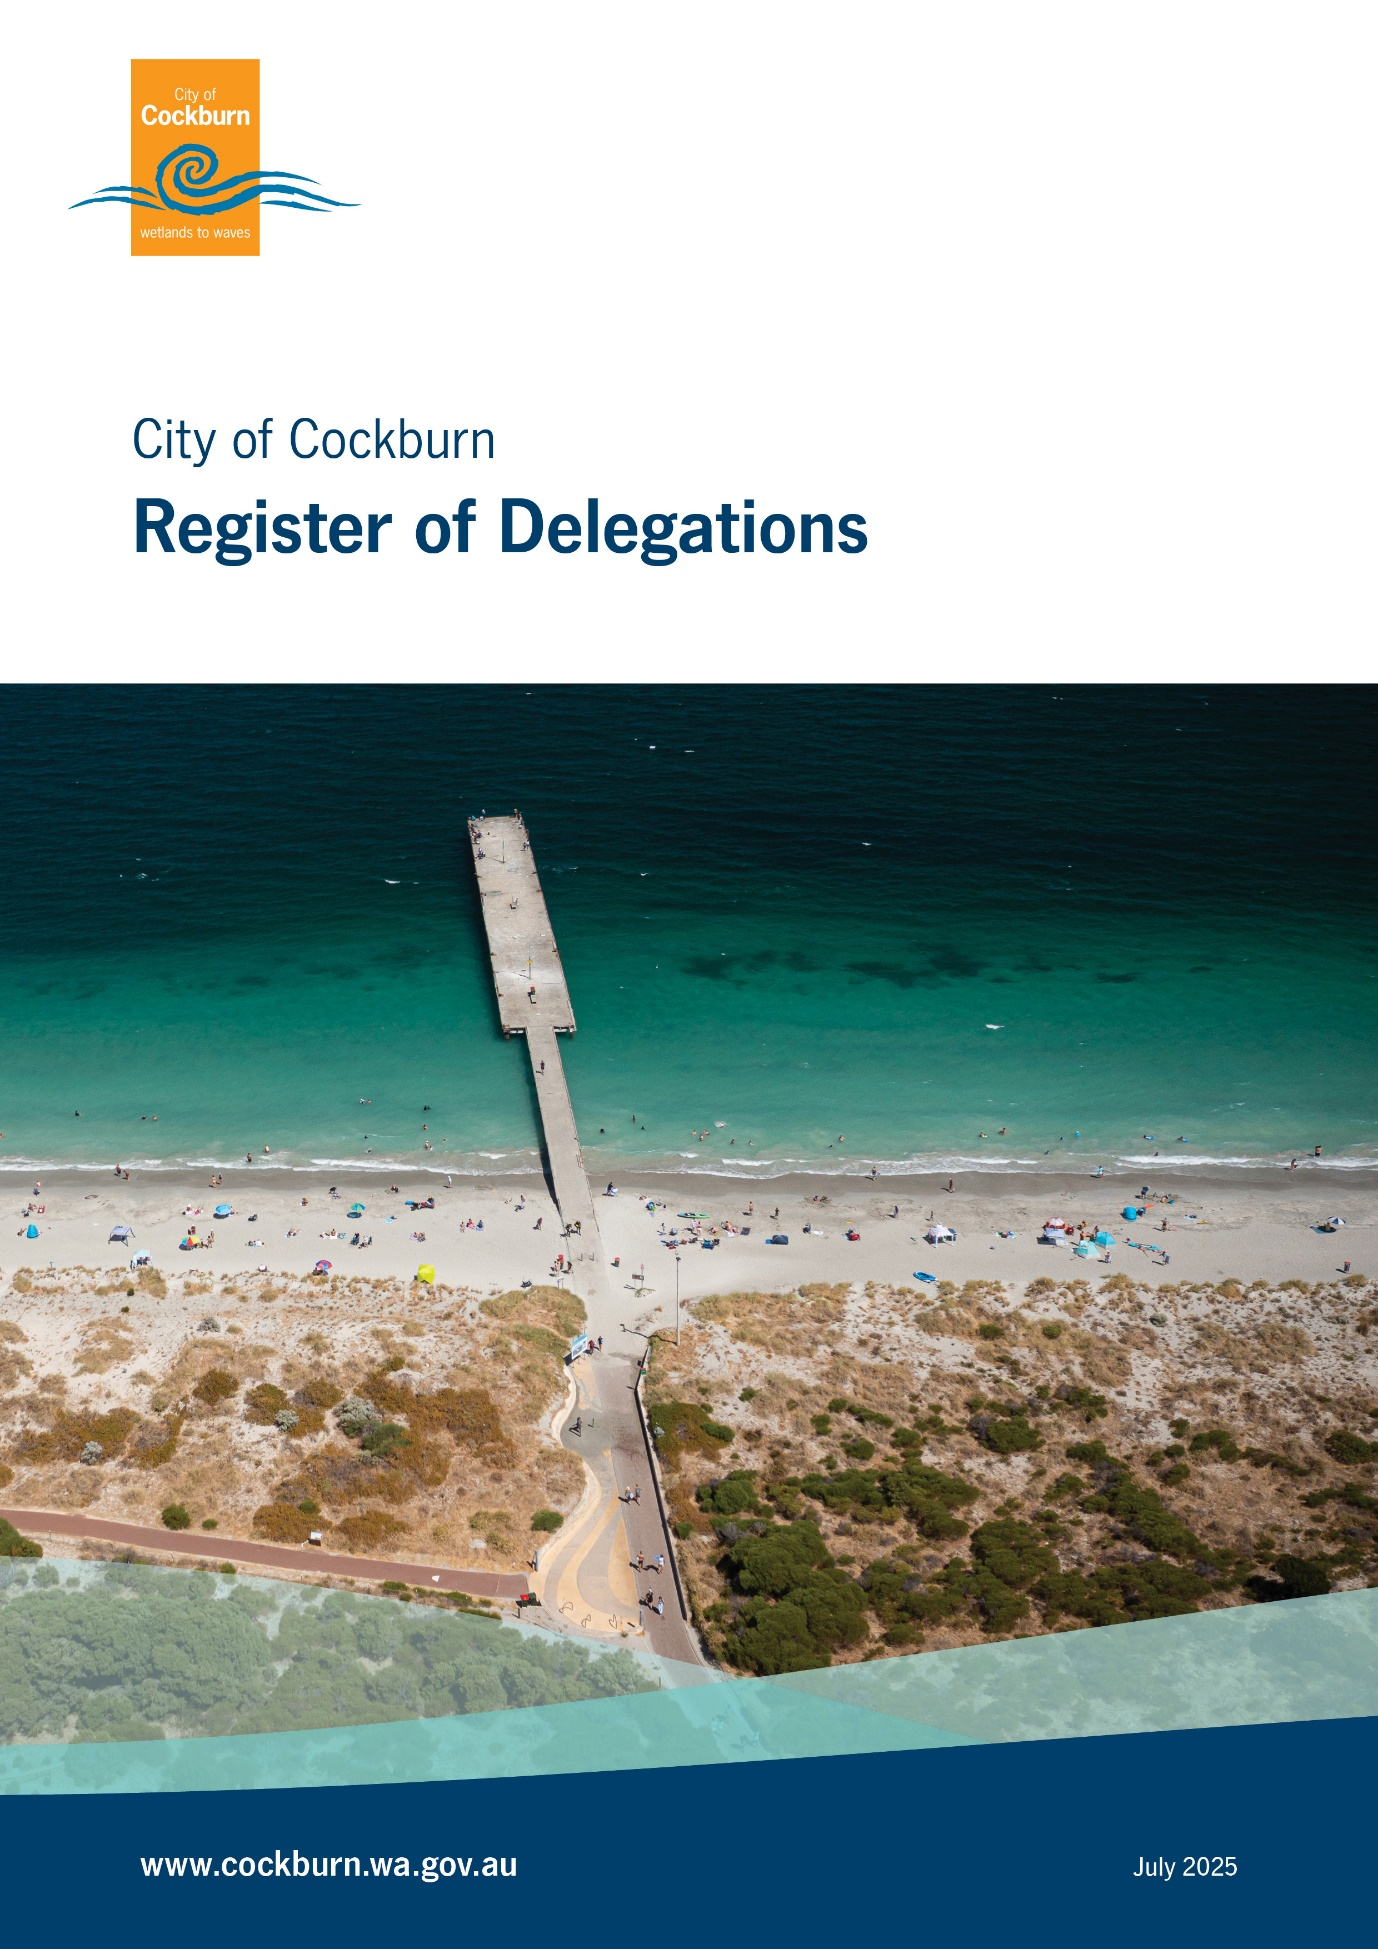 City of
Cockburn
wetlands to waves
City of Cockburn
Register of Delegations
www.cockburn.wa.gov.au
July 2025